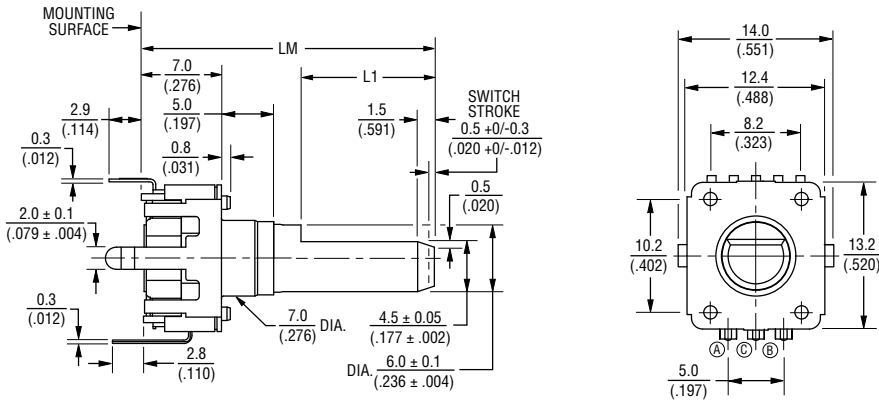 MOUNTING
SURFACE
LM
7.0
(.276)
L1
5.0
(.197)
1.5
(.591)
SWITCH
STROKE
0.5 +0/-0.3
(.020 +0/-.012)
2.9
(.114)
0.3
(.012)
0.8
(.031)
0.5
(.020)
2.0 ± 0.1
(.079 ± .004)
0.3
(.012)
7.0
(.276) DIA.
4.5 ± 0.05
(.177 ± .002)
2.8
(.110)
DIA. 6.0 ± 0.1
(.236 ± .004)
14.0
(.551)
12.4
(.488)
8.2
(.323)
10.2
(.402)
13.2
(.520)
A C B
5.0
(.197)